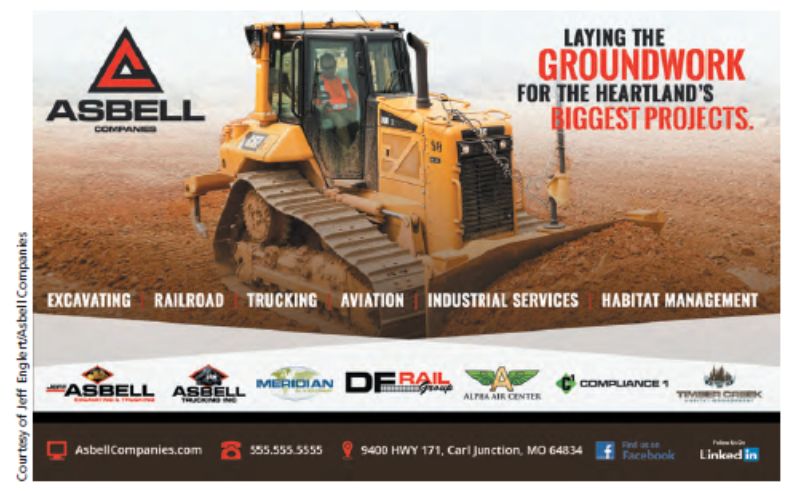 Courtesy of Jeff Englert/Asbell Companies
ASBELL
COMPANIES
LAYING THE
GROUNDWORK
FOR THE HEARTLAND'S
BIGGEST PROJECTS.
EXCAVATING | RAILROAD | TRUCKING | AVIATION | INDUSTRIAL SERVICES | HABITAT MANAGEMENT
ASBELL
EXCAVATING & TRUCKING
ASBELL
TRUCKING INC
MERIDIAN
DF RAIL
Group
ALPHA AIR CENTER
COMPLIANCE 1
TIMBER CREEK
HABITAT MANAGEMENT
AsbellCompanies.com
555.555.5555
9400 HWY 171, Carl Junction, MO 64834
Find us on
Facebook
Follow Us On
Linked in